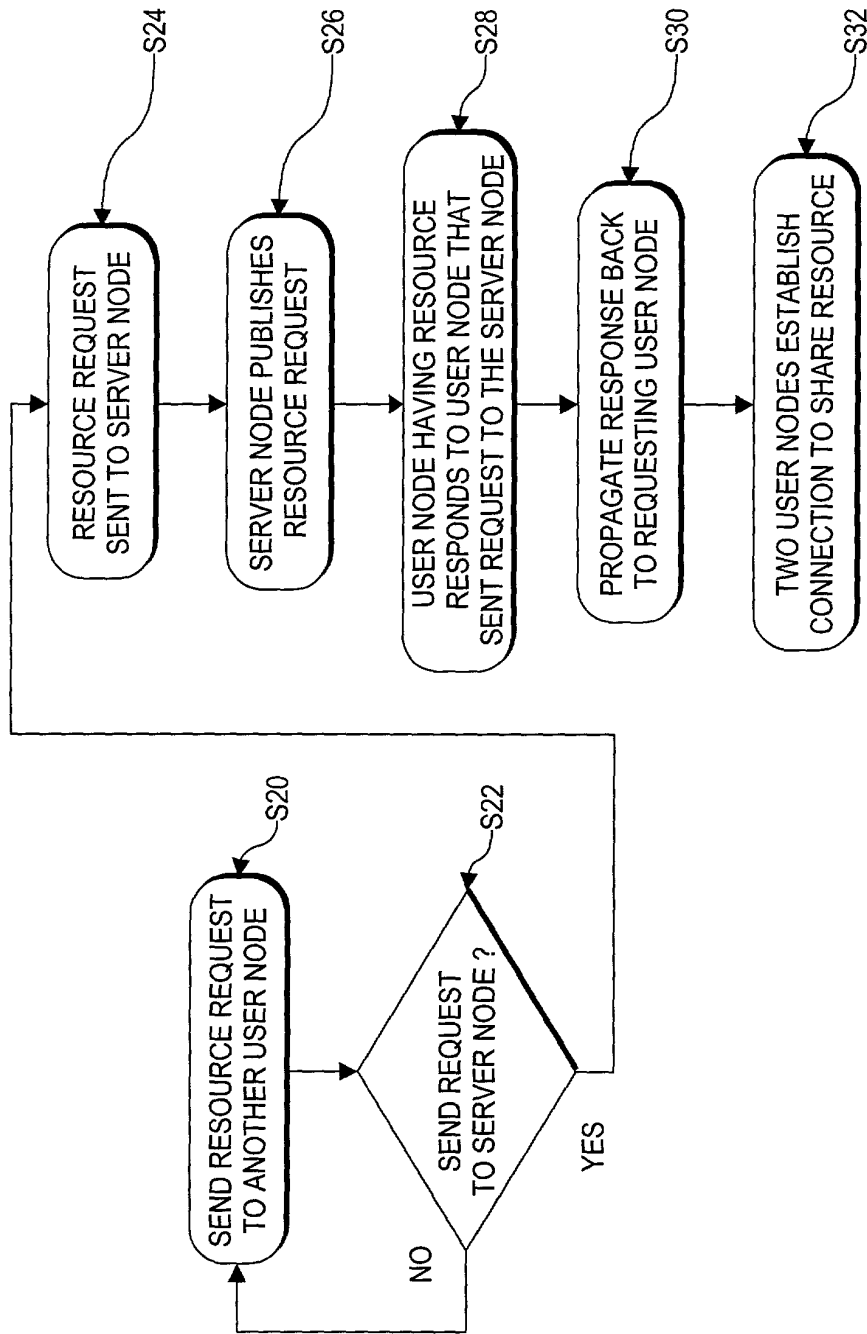 SEND RESOURCE REQUEST
TO ANOTHER USER NODE
S20
SEND REQUEST
TO SERVER NODE ?
S22
NO
YES
RESOURCE REQUEST
SENT TO SERVER NODE
S24
SERVER NODE PUBLISHES
RESOURCE REQUEST
S26
USER NODE HAVING RESOURCE
RESPONDS TO USER NODE THAT
SENT REQUEST TO THE SERVER NODE
S28
PROPAGATE RESPONSE BACK
TO REQUESTING USER NODE
S30
TWO USER NODES ESTABLISH
CONNECTION TO SHARE RESOURCE
S32